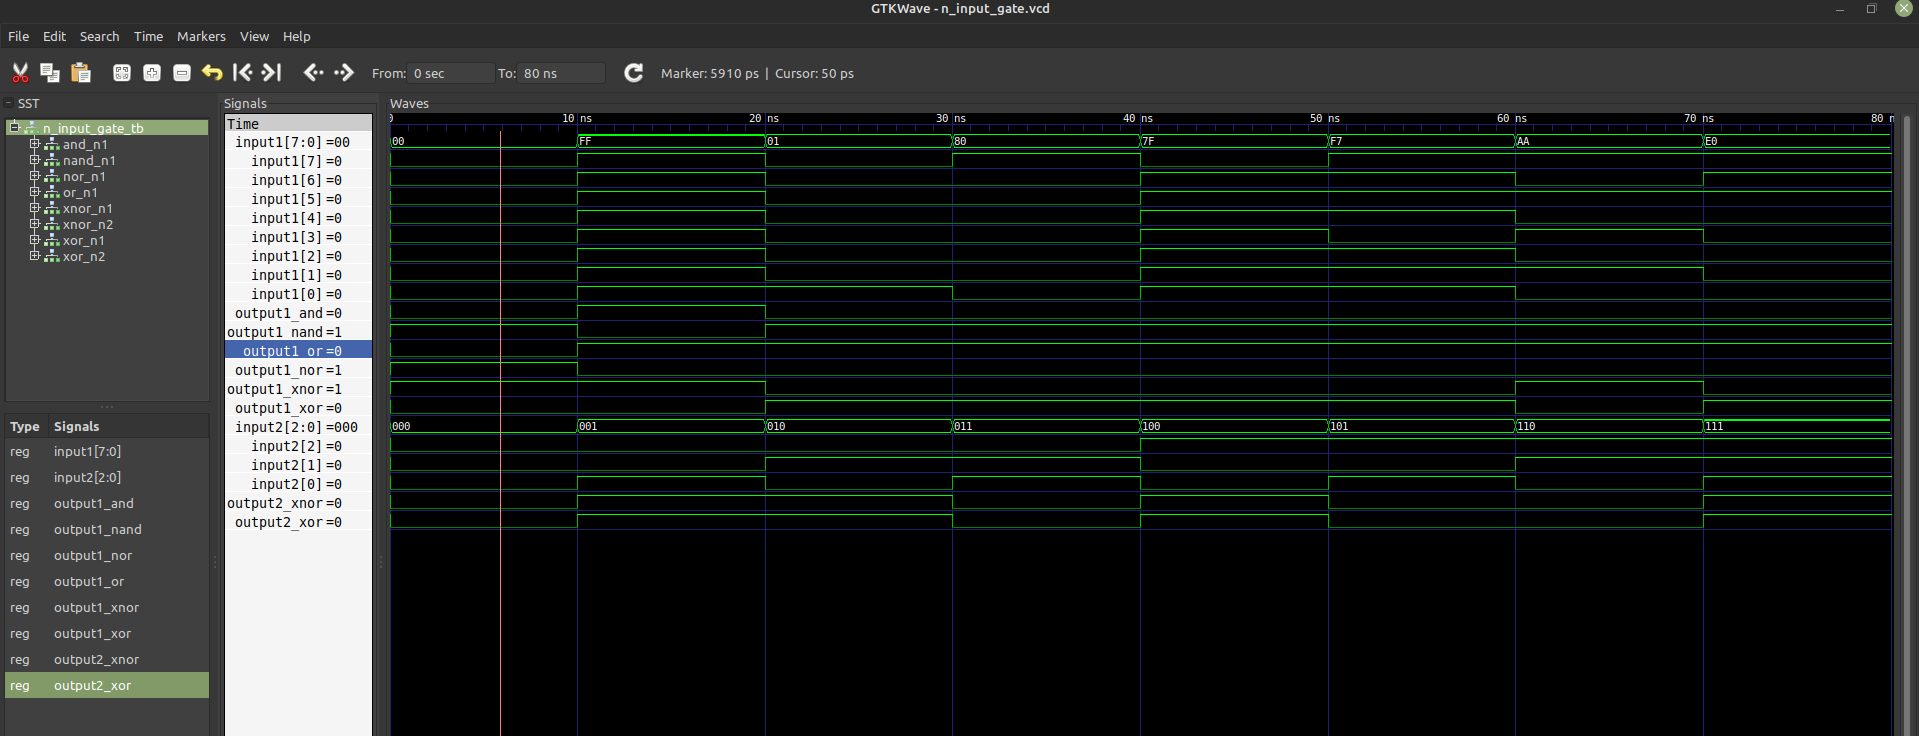 GTKWave - n_input_gate.vcd
File Edit Search Time Markers View Help
From: 0 sec To: 80 ns Marker: 5910 ps | Cursor: 50 ps
SST
n_input_gate_tb
and_n1
nand_n1
nor_n1
or_n1
xnor_n1
xnor_n2
xor_n1
xor_n2
Type Signals
reg input1[7:0]
reg input2[2:0]
reg output1_and
reg output1_nand
reg output1_nor
reg output1_or
reg output1_xnor
reg output1_xor
reg output2_xnor
reg output2_xor
Signals
Time
input1[7:0]=00
input1[7]=0
input1[6]=0
input1[5]=0
input1[4]=0
input1[3]=0
input1[2]=0
input1[1]=0
input1[0]=0
output1_and=0
output1_nand=1
output1_or=0
output1_nor=1
output1_xnor=1
output1_xor=0
input2[2:0]=000
input2[2]=0
input2[1]=0
input2[0]=0
output2_xnor=0
output2_xor=0
Waves
0 10 ns 20 ns 30 ns 40 ns 50 ns 60 ns 70 ns 80 n
00 FF 01 80 7F F7 AA E0
000 001 010 011 100 101 110 111